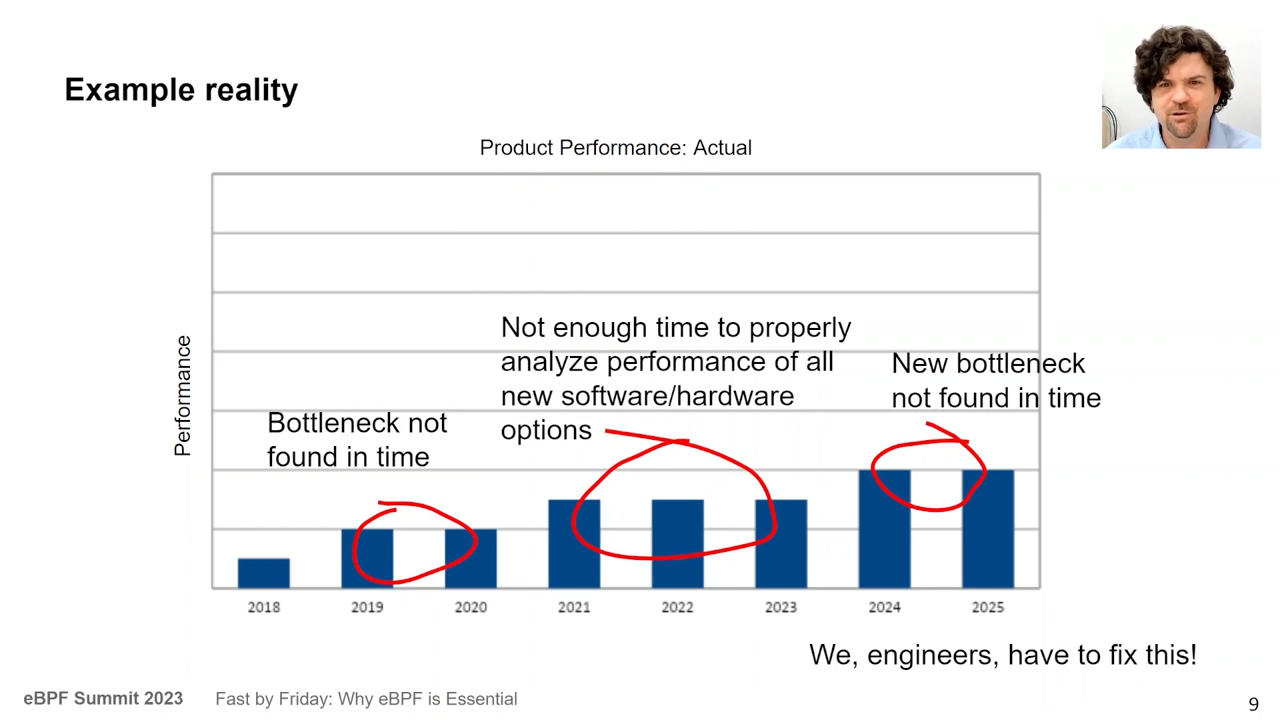 Example reality
Product Performance: Actual
Performance
Bottleneck not
found in time
Not enough time to properly
analyze performance of all
new software/hardware
options
New bottleneck
not found in time
2018 2019 2020 2021 2022 2023 2024 2025
We, engineers, have to fix this!
eBPF Summit 2023 Fast by Friday: Why eBPF is Essential
9